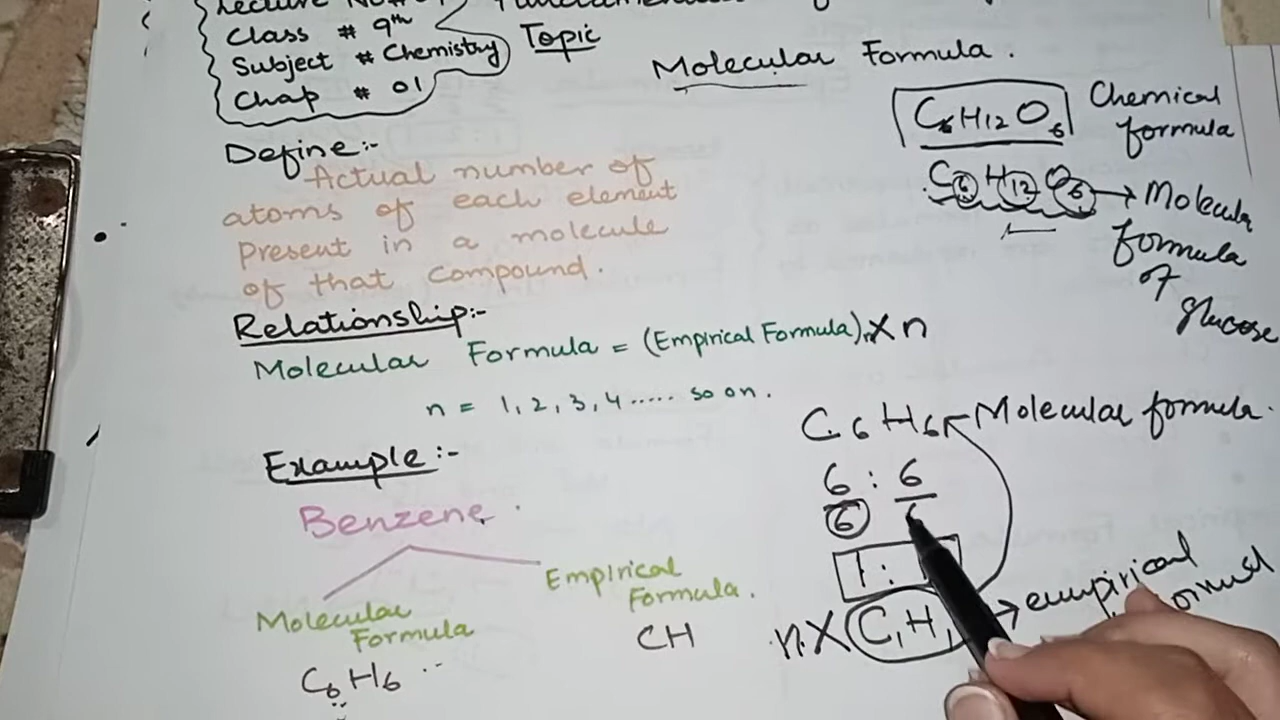 Class # 9th
Subject # Chemistry
Chap # 01
Topic
Molecular Formula.
Define:-
Actual number of
atoms of each element
present in a molecule
of that compound.
Relationship:-
Molecular Formula = (Empirical Formula)n X n
n = 1, 2, 3, 4 ..... so on.
Example:-
Benzene
Molecular
Formula
C6H6
Empirical
Formula.
CH
C6H12O6
Chemical
formula
C6 H12 O6 → Molecular
formula
of
glucose
C6H6 Molecular formula.
6 : 6
6
1 :
n X C1H1 → empirical